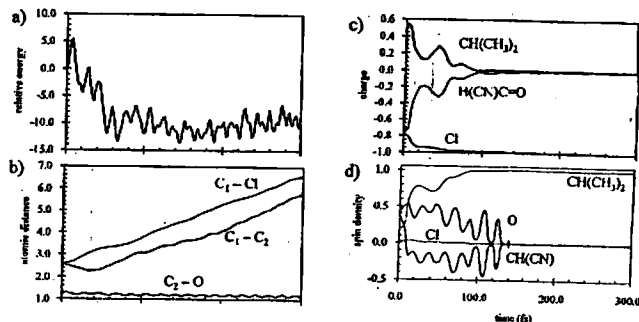 a)
relative energy
10.0
5.0
0.0
-5.0
-10.0
-15.0
b)
atomic distances
7.0
6.0
5.0
4.0
3.0
2.0
1.0
C1 – Cl
C1 – C2
C2 – O
c)
charge
0.6
0.4
0.2
0.0
-0.2
-0.4
-0.6
-0.8
-1.0
CH(CH3)2
H(CN)C=O
Cl
d)
spin density
1.0
0.5
0.0
-0.5
CH(CH3)2
O
Cl
CH(CN)
0.0
100.0
200.0
300.0
time (fs)